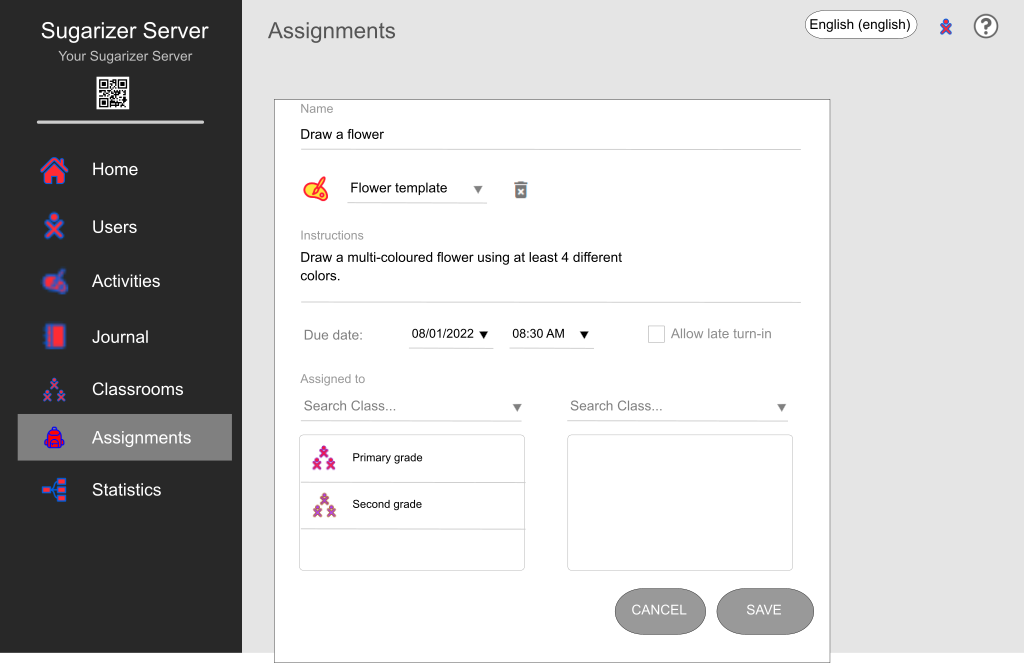 Sugarizer Server
Your Sugarizer Server
Home
Users
Activities
Journal
Classrooms
Assignments
Statistics
Assignments
English (english)
?
Name
Draw a flower
Flower template
Instructions
Draw a multi-coloured flower using at least 4 different
colors.
Due date:
08/01/2022
08:30 AM
Allow late turn-in
Assigned to
Search Class...
Search Class...
Primary grade
Second grade
CANCEL
SAVE